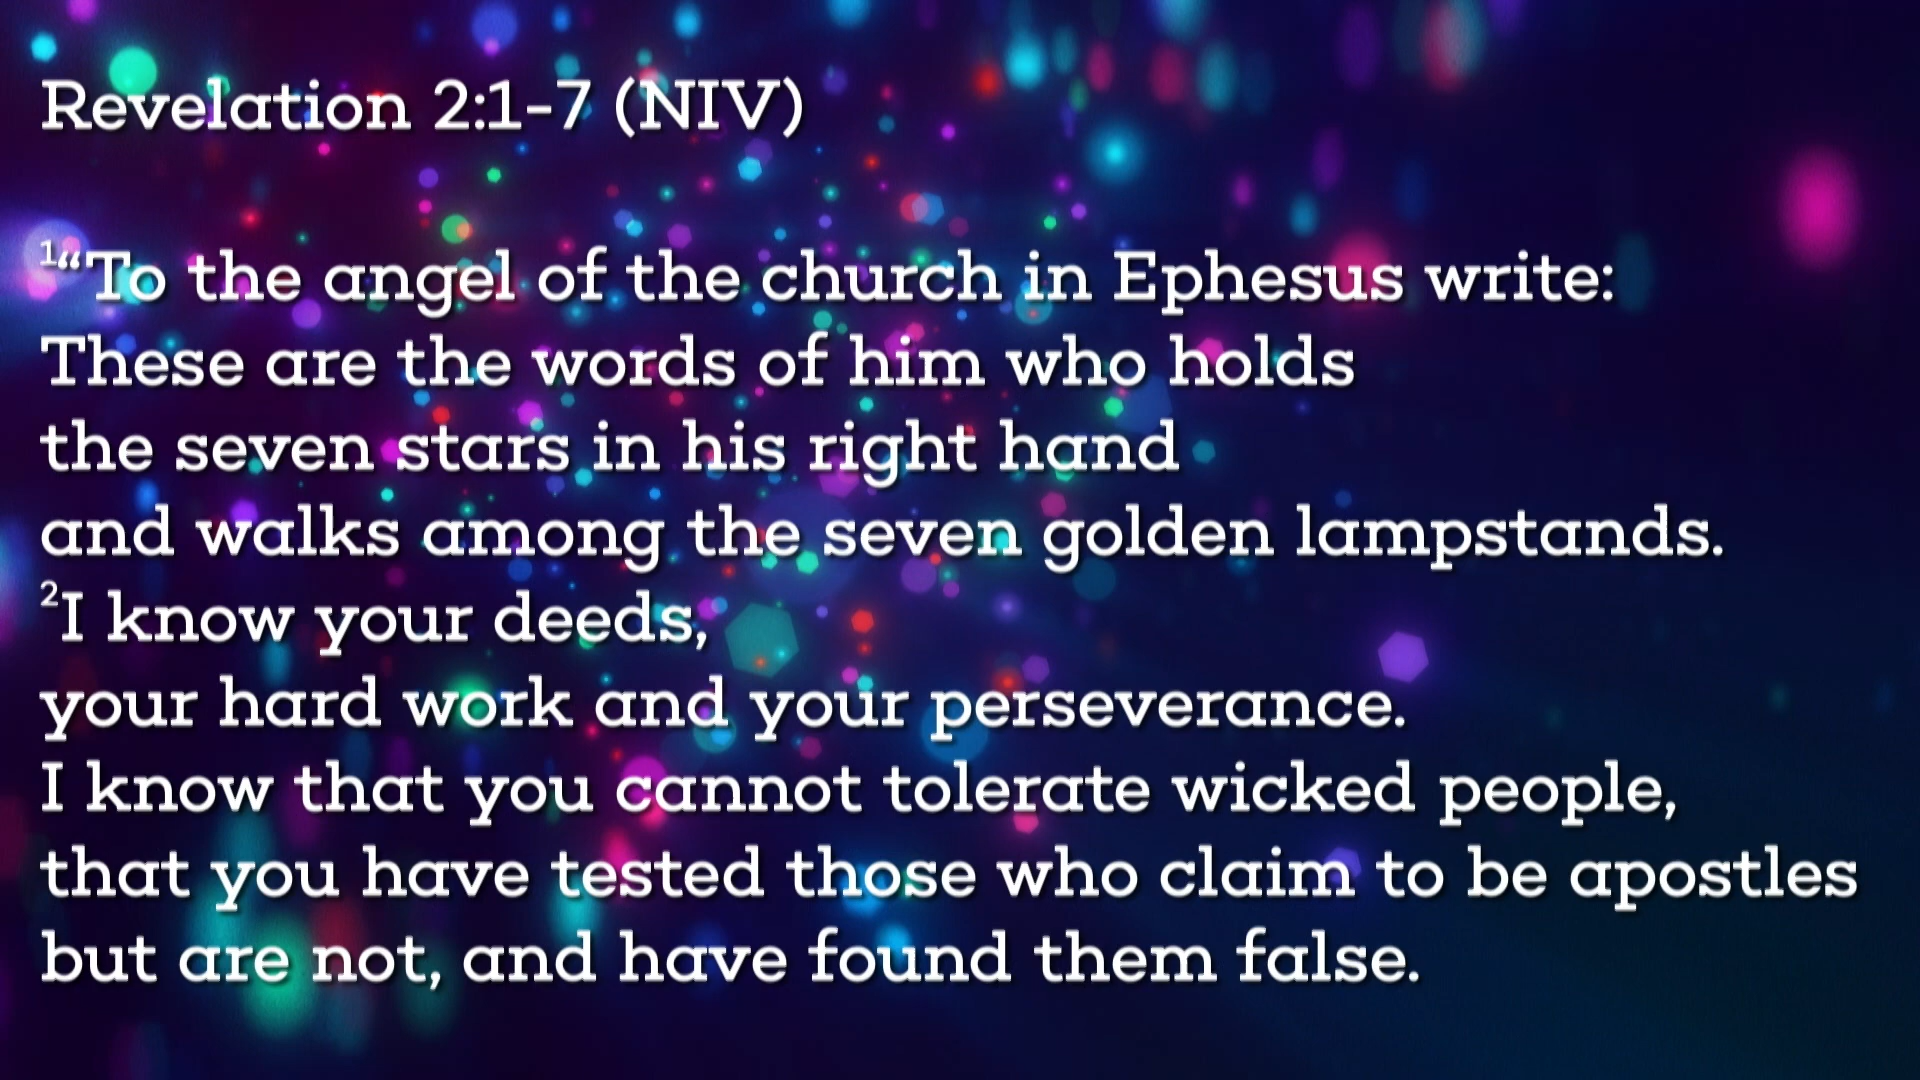 Revelation 2:1-7 (NIV)
¹“To the angel of the church in Ephesus write:
These are the words of him who holds
the seven stars in his right hand
and walks among the seven golden lampstands.
²I know your deeds,
your hard work and your perseverance.
I know that you cannot tolerate wicked people,
that you have tested those who claim to be apostles
but are not, and have found them false.